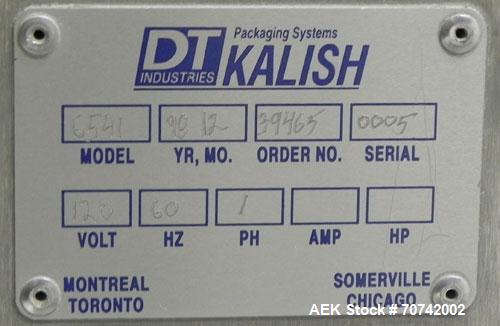 Packaging Systems
DT INDUSTRIES KALISH
6541 98 12 39465 0005
MODEL YR, MO. ORDER NO. SERIAL
120 60 1
VOLT HZ PH AMP HP
MONTREAL SOMERVILLE
TORONTO CHICAGO
AEK Stock # 70742002